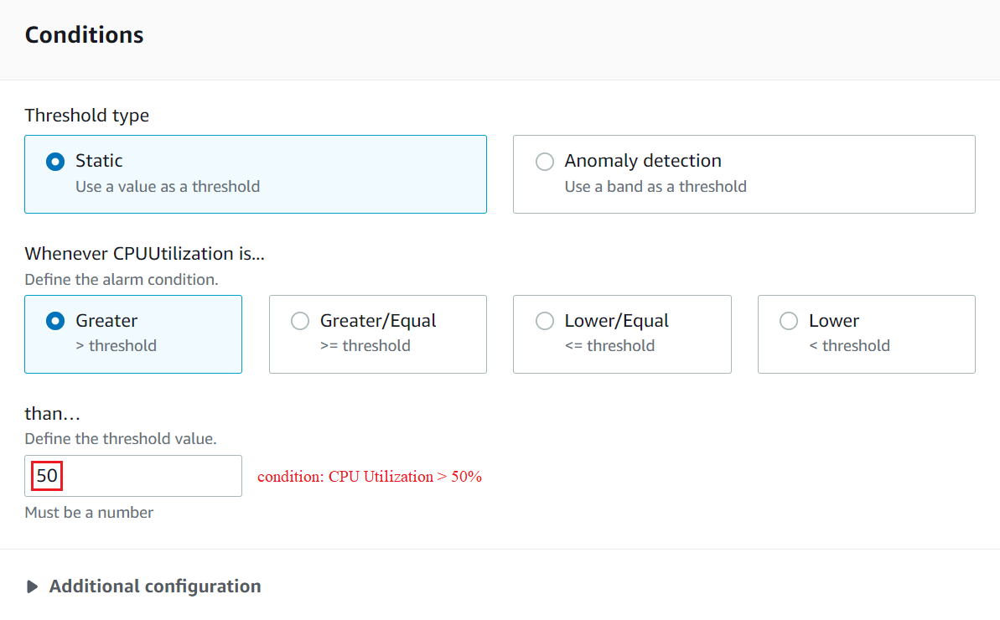 Conditions
Threshold type
Static
Use a value as a threshold
Anomaly detection
Use a band as a threshold
Whenever CPUUtilization is...
Define the alarm condition.
Greater
> threshold
Greater/Equal
>= threshold
Lower/Equal
<= threshold
Lower
< threshold
than…
Define the threshold value.
50
condition: CPU Utilization > 50%
Must be a number
Additional configuration